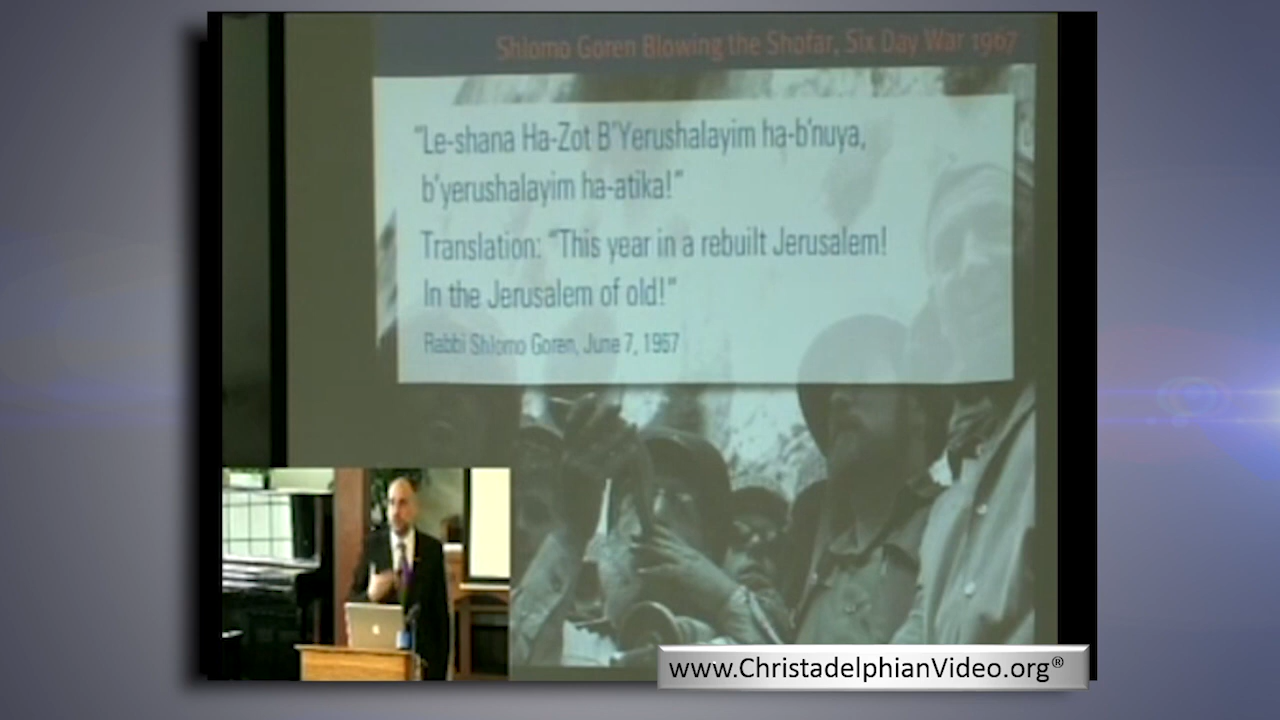 Shlomo Goren Blowing the Shofar, Six Day War 1967
"Le-shana Ha-Zot B'Yerushalayim ha-b'nuya,
b'yerushalayim ha-atika!"
Translation: "This year in a rebuilt Jerusalem!
In the Jerusalem of old!"
Rabbi Shlomo Goren, June 7, 1967
www.ChristadelphianVideo.org®